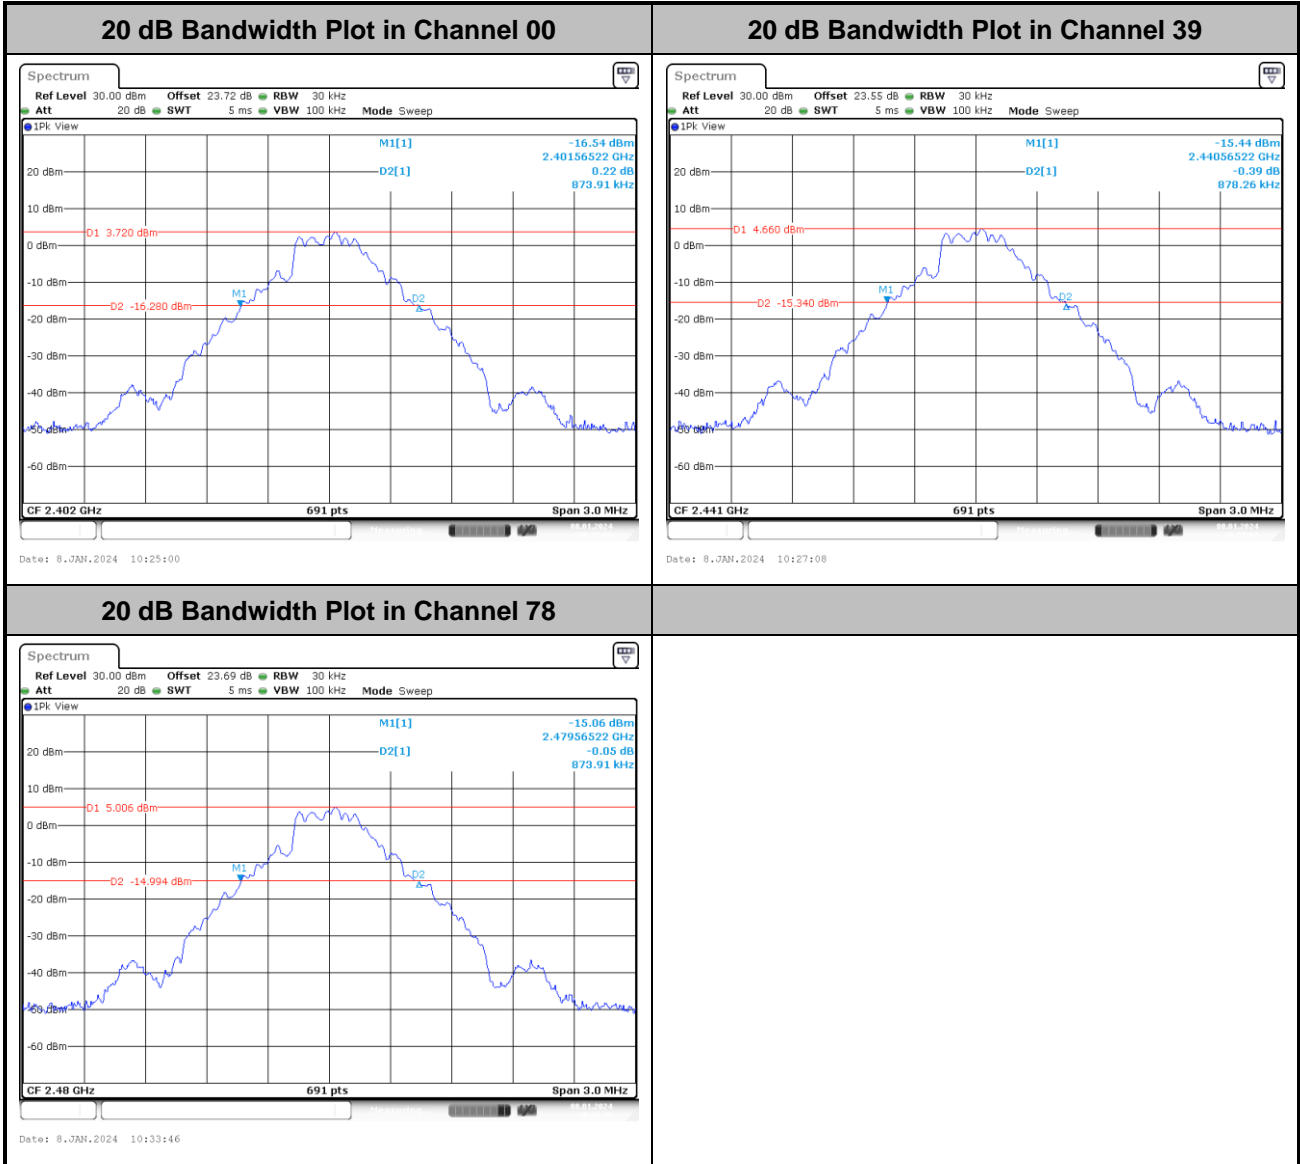 20 dB Bandwidth Plot in Channel 00
Spectrum
Ref Level 30.00 dBm Offset 23.72 dB RBW 30 kHz
Att 20 dB SWT 5 ms VBW 100 kHz Mode Sweep
1Pk View
M1[1] -16.54 dBm
2.40156522 GHz
20 dBm D2[1] 0.22 dB
873.91 kHz
10 dBm
D1 3.720 dBm
0 dBm
-10 dBm
M1
D2
D2 -16.280 dBm
-20 dBm
-30 dBm
-40 dBm
-50 dBm
-60 dBm
CF 2.402 GHz 691 pts Span 3.0 MHz
Date: 8.JAN.2024 10:25:00
20 dB Bandwidth Plot in Channel 39
Spectrum
Ref Level 30.00 dBm Offset 23.55 dB RBW 30 kHz
Att 20 dB SWT 5 ms VBW 100 kHz Mode Sweep
1Pk View
M1[1] -15.44 dBm
2.44056522 GHz
20 dBm D2[1] -0.39 dB
878.26 kHz
10 dBm
D1 4.660 dBm
0 dBm
-10 dBm
M1
D2
D2 -15.340 dBm
-20 dBm
-30 dBm
-40 dBm
-50 dBm
-60 dBm
CF 2.441 GHz 691 pts Span 3.0 MHz
Date: 8.JAN.2024 10:27:08
20 dB Bandwidth Plot in Channel 78
Spectrum
Ref Level 30.00 dBm Offset 23.69 dB RBW 30 kHz
Att 20 dB SWT 5 ms VBW 100 kHz Mode Sweep
1Pk View
M1[1] -15.06 dBm
2.47956522 GHz
20 dBm D2[1] -0.05 dB
873.91 kHz
10 dBm
D1 5.006 dBm
0 dBm
-10 dBm
M1
D2
D2 -14.994 dBm
-20 dBm
-30 dBm
-40 dBm
-50 dBm
-60 dBm
CF 2.48 GHz 691 pts Span 3.0 MHz
Date: 8.JAN.2024 10:33:46